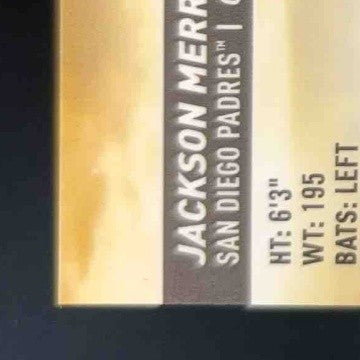 JACKSON MERR
SAN DIEGO PADRES™ |
HT: 6'3"
WT: 195
BATS: LEFT